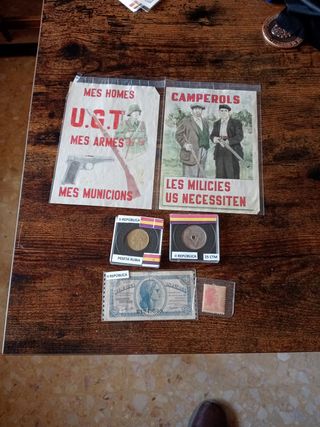 MES HOMES
U.G.T
MES ARMES
MES MUNICIONS
CAMPEROLS
LES MILICIES
US NECESSITEN
II REPÚBLICA
PESETA RUBIA
II REPÚBLICA
25 CTM
II REPÚBLICA